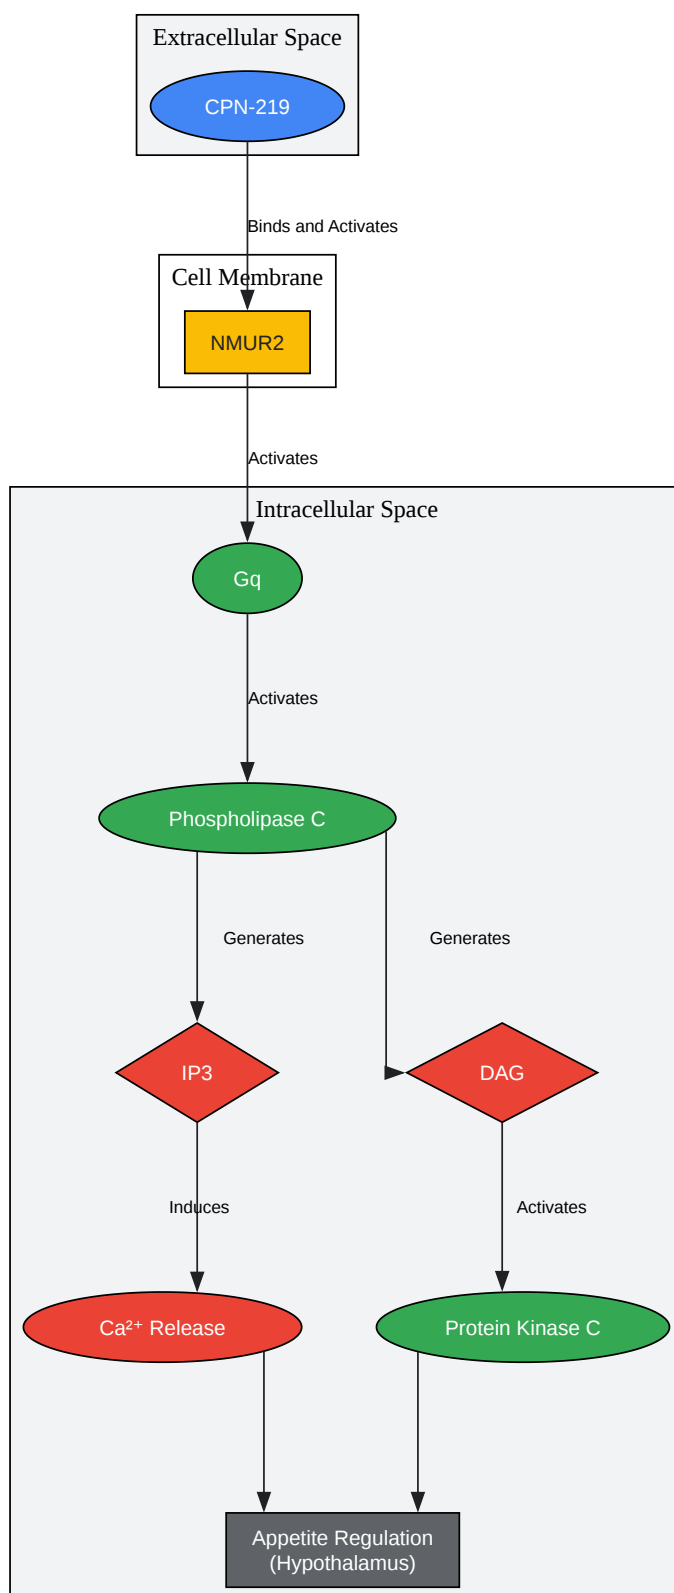 Extracellular Space
CPN-219
Binds and Activates
Cell Membrane
NMUR2
Activates
Intracellular Space
Gq
Activates
Phospholipase C
Generates
Generates
IP3
DAG
Induces
Activates
Ca²⁺ Release
Protein Kinase C
Appetite Regulation
(Hypothalamus)